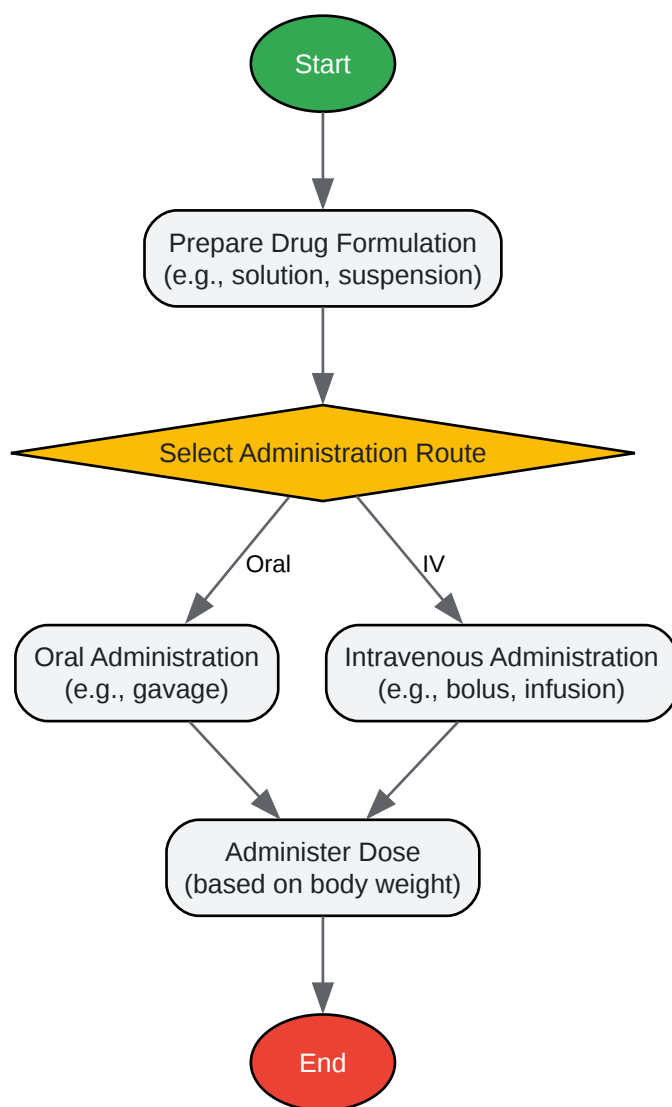 Start
Prepare Drug Formulation
(e.g., solution, suspension)
Select Administration Route
Oral
IV
Oral Administration
(e.g., gavage)
Intravenous Administration
(e.g., bolus, infusion)
Administer Dose
(based on body weight)
End